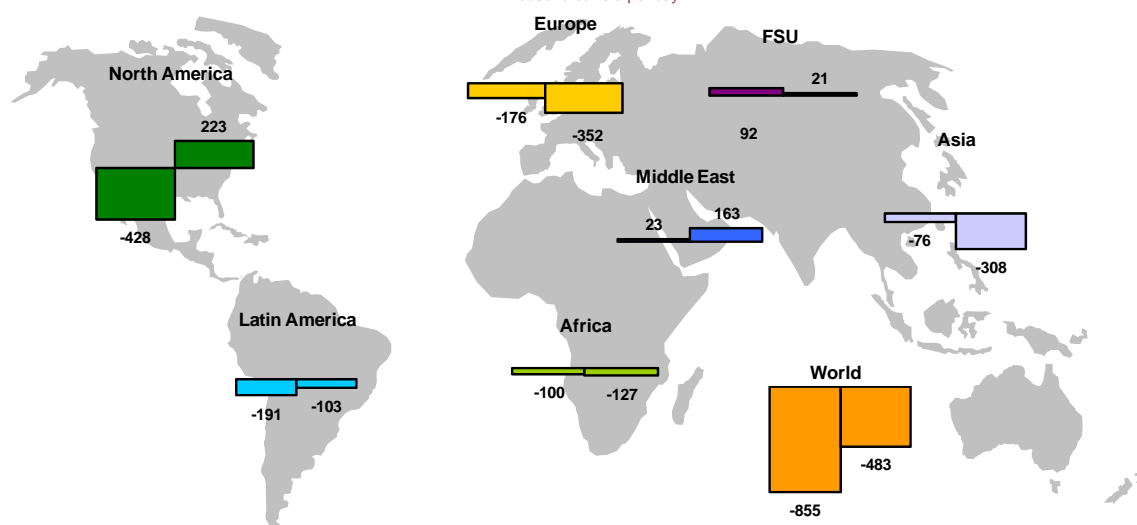 Europe
FSU
North America
21
-176
223
-352
92
Asia
Middle East
23
163
-428
-76
-308
Latin America
Africa
World
-100
-127
-191
-103
-483
-855